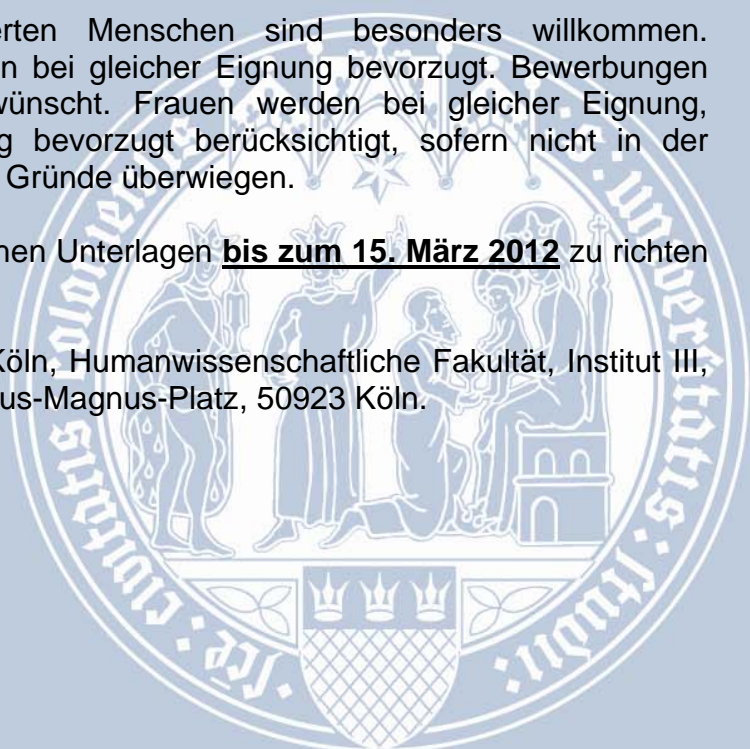 erten Menschen sind besonders willkommen.
n bei gleicher Eignung bevorzugt. Bewerbungen
wünscht. Frauen werden bei gleicher Eignung,
g bevorzugt berücksichtigt, sofern nicht in der
Gründe überwiegen.
nen Unterlagen bis zum 15. März 2012 zu richten
Köln, Humanwissenschaftliche Fakultät, Institut III,
us-Magnus-Platz, 50923 Köln.